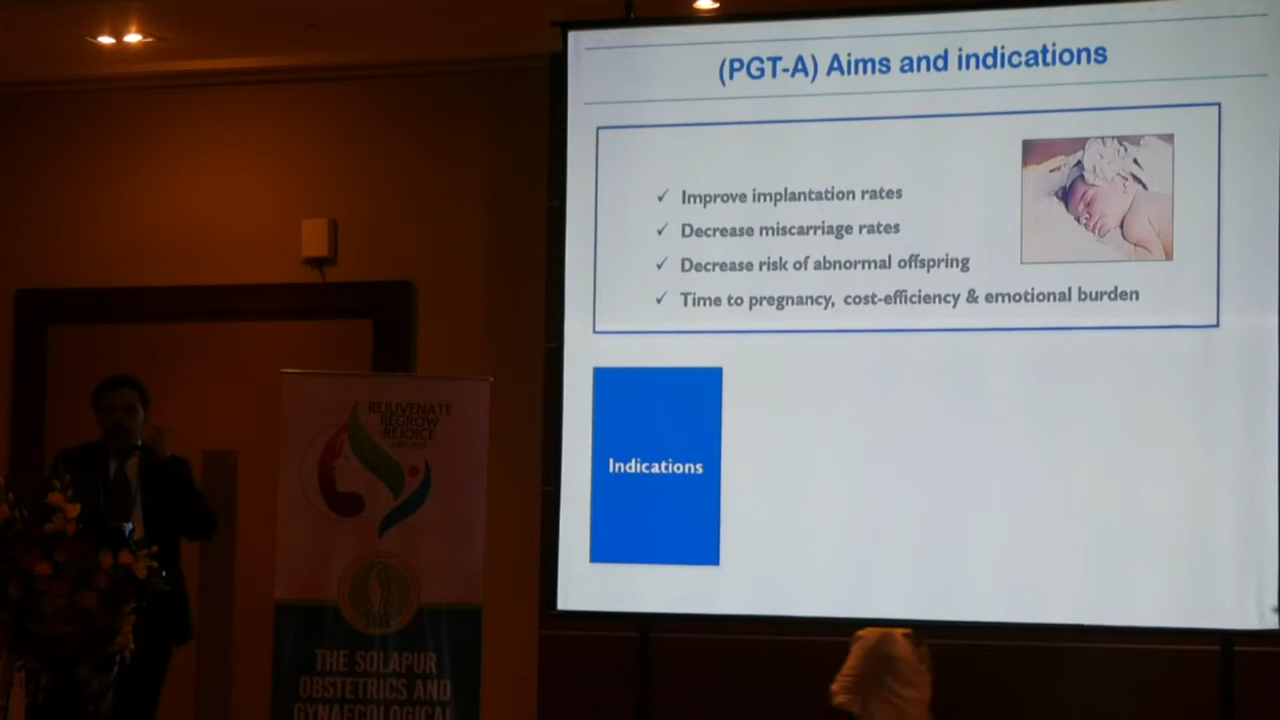 (PGT-A) Aims and indications
✓ Improve implantation rates
✓ Decrease miscarriage rates
✓ Decrease risk of abnormal offspring
✓ Time to pregnancy, cost-efficiency & emotional burden
Indications
REJUVENATE
REGROW
REJOICE
THE SOLAPUR
OBSTETRICS AND
GYNAECOLOGICAL